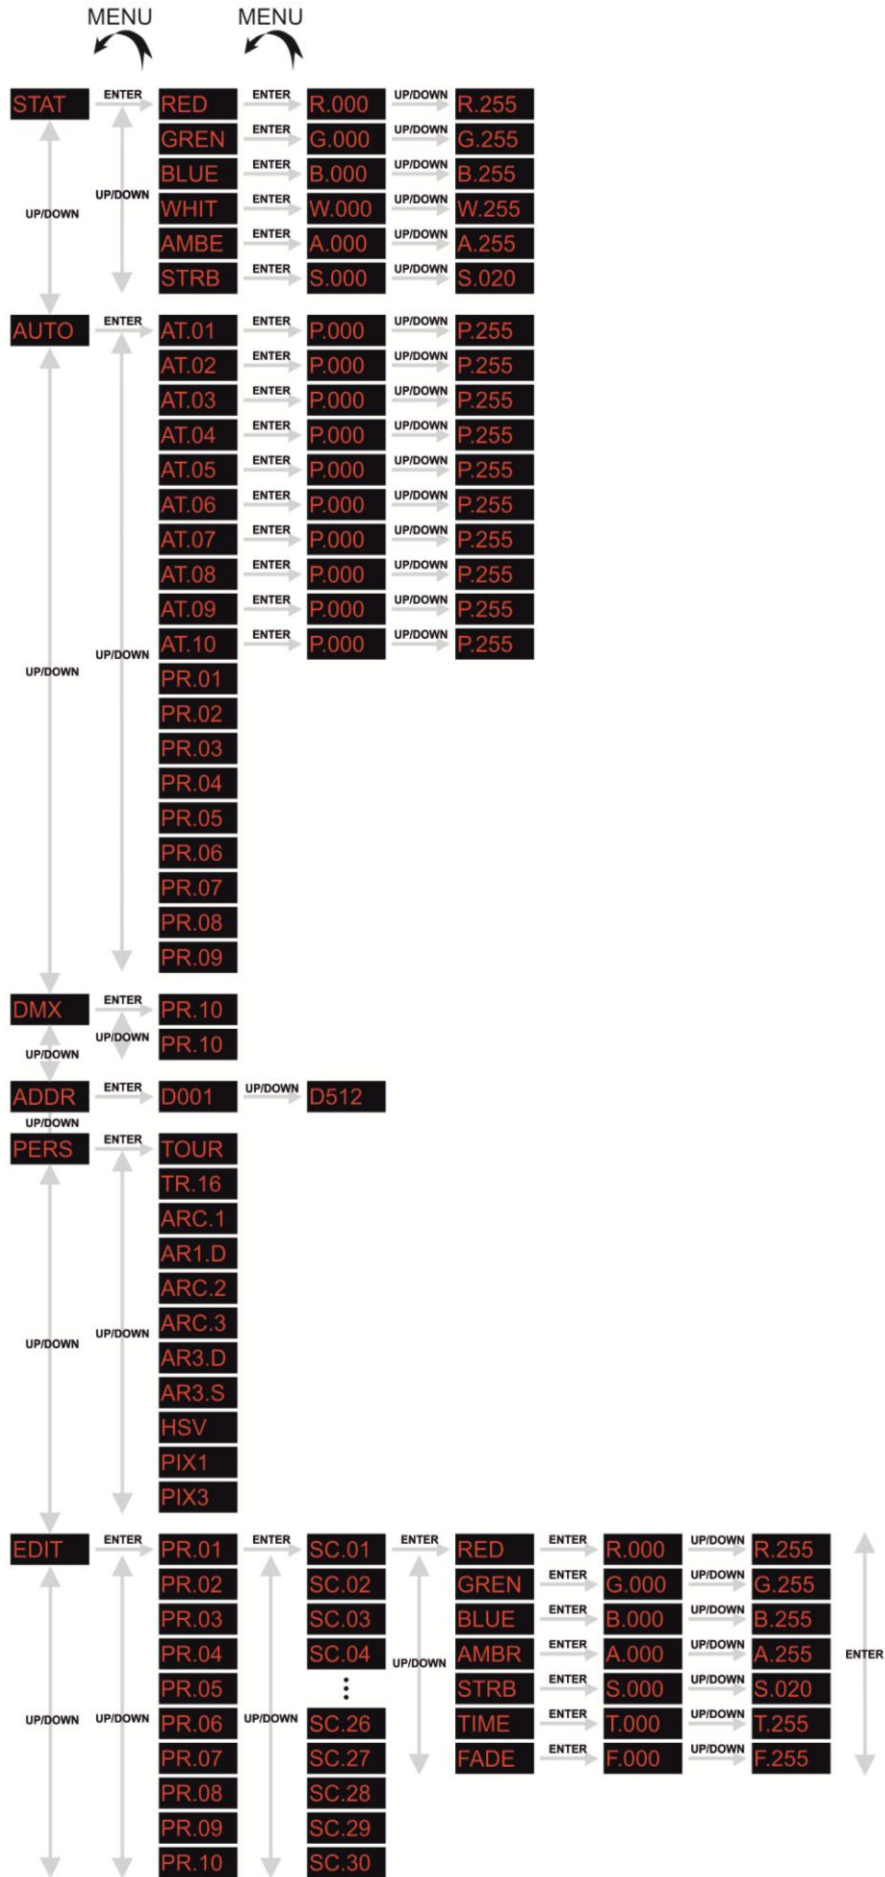 MENU MENU
STAT ENTER RED ENTER R.000 UP/DOWN R.255
GREN ENTER G.000 UP/DOWN G.255
BLUE ENTER B.000 UP/DOWN B.255
UP/DOWN
WHIT ENTER W.000 UP/DOWN W.255
UP/DOWN
AMBE ENTER A.000 UP/DOWN A.255
STRB ENTER S.000 UP/DOWN S.020
AUTO ENTER AT.01 ENTER P.000 UP/DOWN P.255
AT.02 ENTER P.000 UP/DOWN P.255
AT.03 ENTER P.000 UP/DOWN P.255
AT.04 ENTER P.000 UP/DOWN P.255
AT.05 ENTER P.000 UP/DOWN P.255
AT.06 ENTER P.000 UP/DOWN P.255
AT.07 ENTER P.000 UP/DOWN P.255
AT.08 ENTER P.000 UP/DOWN P.255
AT.09 ENTER P.000 UP/DOWN P.255
AT.10 ENTER P.000 UP/DOWN P.255
UP/DOWN
UP/DOWN PR.01
PR.02
PR.03
PR.04
PR.05
PR.06
PR.07
PR.08
PR.09
DMX ENTER PR.10
UP/DOWN UP/DOWN PR.10
ADDR ENTER D001 UP/DOWN D512
UP/DOWN
PERS ENTER TOUR
TR.16
ARC.1
AR1.D
ARC.2
ARC.3
UP/DOWN UP/DOWN
AR3.D
AR3.S
HSV
PIX1
PIX3
EDIT ENTER PR.01 ENTER SC.01 ENTER RED ENTER R.000 UP/DOWN R.255
PR.02 SC.02 GREN ENTER G.000 UP/DOWN G.255
PR.03 SC.03 BLUE ENTER B.000 UP/DOWN B.255
PR.04 SC.04 UP/DOWN AMBR ENTER A.000 UP/DOWN A.255 ENTER
PR.05 ⋮ STRB ENTER S.000 UP/DOWN S.020
UP/DOWN UP/DOWN PR.06 UP/DOWN SC.26 TIME ENTER T.000 UP/DOWN T.255
PR.07 SC.27 FADE ENTER F.000 UP/DOWN F.255
PR.08 SC.28
PR.09 SC.29
PR.10 SC.30